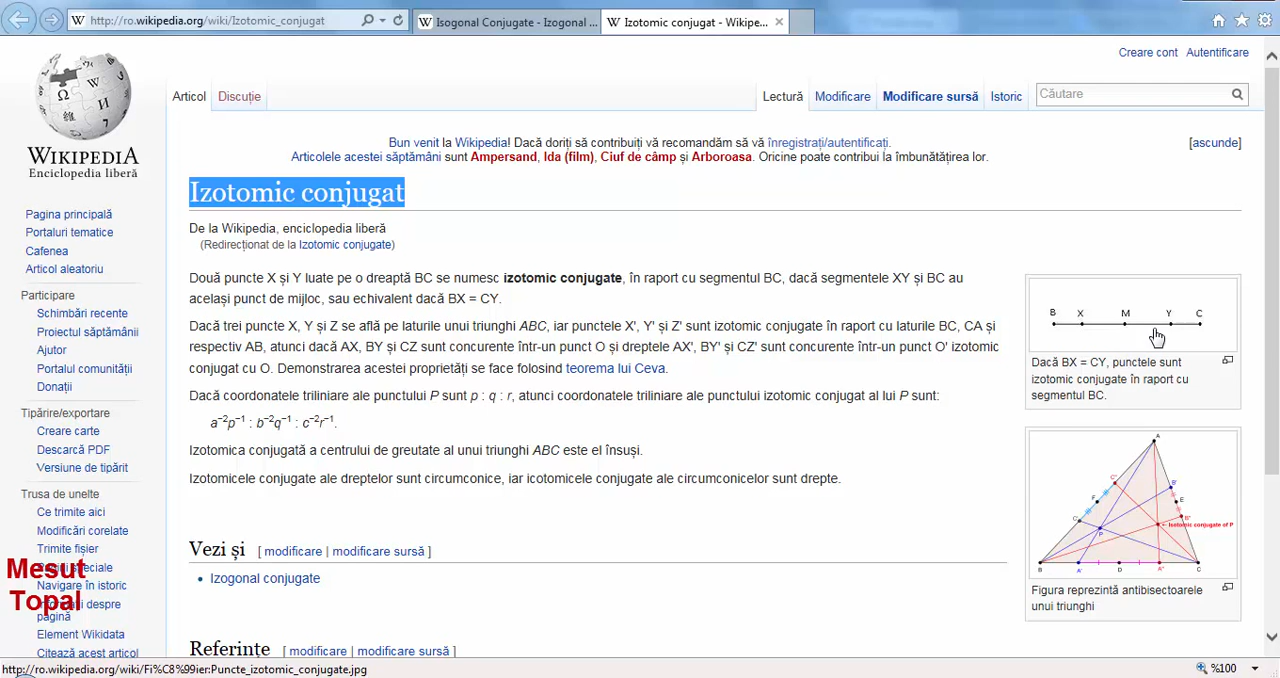 http://ro.wikipedia.org/wiki/Izotomic_conjugat
W Isogonal Conjugate - Izogonal ...
W Izotomic conjugat - Wikipe...
Creare cont Autentificare
WIKIPEDIA
Enciclopedia liberă
Articol Discuție Lectură Modificare Modificare sursă Istoric Căutare
Bun venit la Wikipedia! Dacă doriți să contribuiți vă recomandăm să vă înregistrați/autentificați.
[ascunde]
Articolele acestei săptămâni sunt Ampersand, Ida (film), Ciuf de câmp și Arboroasa. Oricine poate contribui la îmbunătățirea lor.
Pagina principală
Portaluri tematice
Cafenea
Articol aleatoriu
Participare
Schimbări recente
Proiectul săptămânii
Ajutor
Portalul comunității
Donații
Tipărire/exportare
Creare carte
Descarcă PDF
Versiune de tipărit
Trusa de unelte
Ce trimite aici
Modificări corelate
Trimite fișier
speciale
Navigare în istoric
despre
pagină
Element Wikidata
Citează acest articol
Mesut
Topal
Izotomic conjugat
De la Wikipedia, enciclopedia liberă
(Redirecționat de la Izotomic conjugate)
Două puncte X și Y luate pe o dreaptă BC se numesc izotomic conjugate, în raport cu segmentul BC, dacă segmentele XY și BC au
același punct de mijloc, sau echivalent dacă BX = CY.
Dacă trei puncte X, Y și Z se află pe laturile unui triunghi ABC, iar punctele X', Y' si Z' sunt izotomic conjugate în raport cu laturile BC, CA și
respectiv AB, atunci dacă AX, BY și CZ sunt concurente într-un punct O și dreptele AX', BY' și CZ' sunt concurente într-un punct O' izotomic
conjugat cu O. Demonstrarea acestei proprietăți se face folosind teorema lui Ceva.
Dacă coordonatele triliniare ale punctului P sunt p : q : r, atunci coordonatele triliniare ale punctului izotomic conjugat al lui P sunt:
a⁻²p⁻¹ : b⁻²q⁻¹ : c⁻²r⁻¹.
Izotomica conjugată a centrului de greutate al unui triunghi ABC este el însuși.
Izotomicele conjugate ale dreptelor sunt circumconice, iar icotomicele conjugate ale circumconicelor sunt drepte.
Vezi și [ modificare | modificare sursă ]
Izogonal conjugate
Referințe [ modificare | modificare sursă ]
B X M Y C
Dacă BX = CY, punctele sunt
izotomic conjugate în raport cu
segmentul BC.
A
C" B'
F E
C' B"
P Isotomic conjugate of P
B A' D A" C
Figura reprezintă antibisectoarele
unui triunghi
http://ro.wikipedia.org/wiki/Fi%C8%99ier:Puncte_izotomic_conjugate.jpg
%100